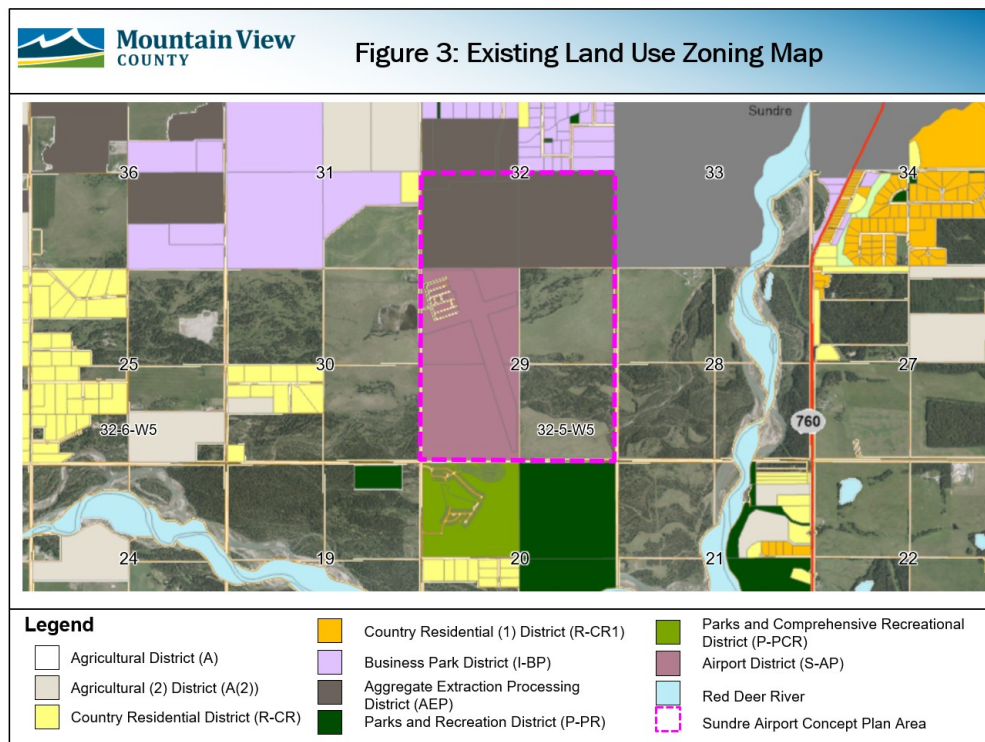 Mountain View
COUNTY
Figure 3: Existing Land Use Zoning Map
Sundre
36
31
32
33
34
25
30
29
28
27
32-6-W5
32-5-W5
760
24
19
20
21
22
Legend
Agricultural District (A)
Agricultural (2) District (A(2))
Country Residential District (R-CR)
Country Residential (1) District (R-CR1)
Business Park District (I-BP)
Aggregate Extraction Processing
District (AEP)
Parks and Recreation District (P-PR)
Parks and Comprehensive Recreational
District (P-PCR)
Airport District (S-AP)
Red Deer River
Sundre Airport Concept Plan Area